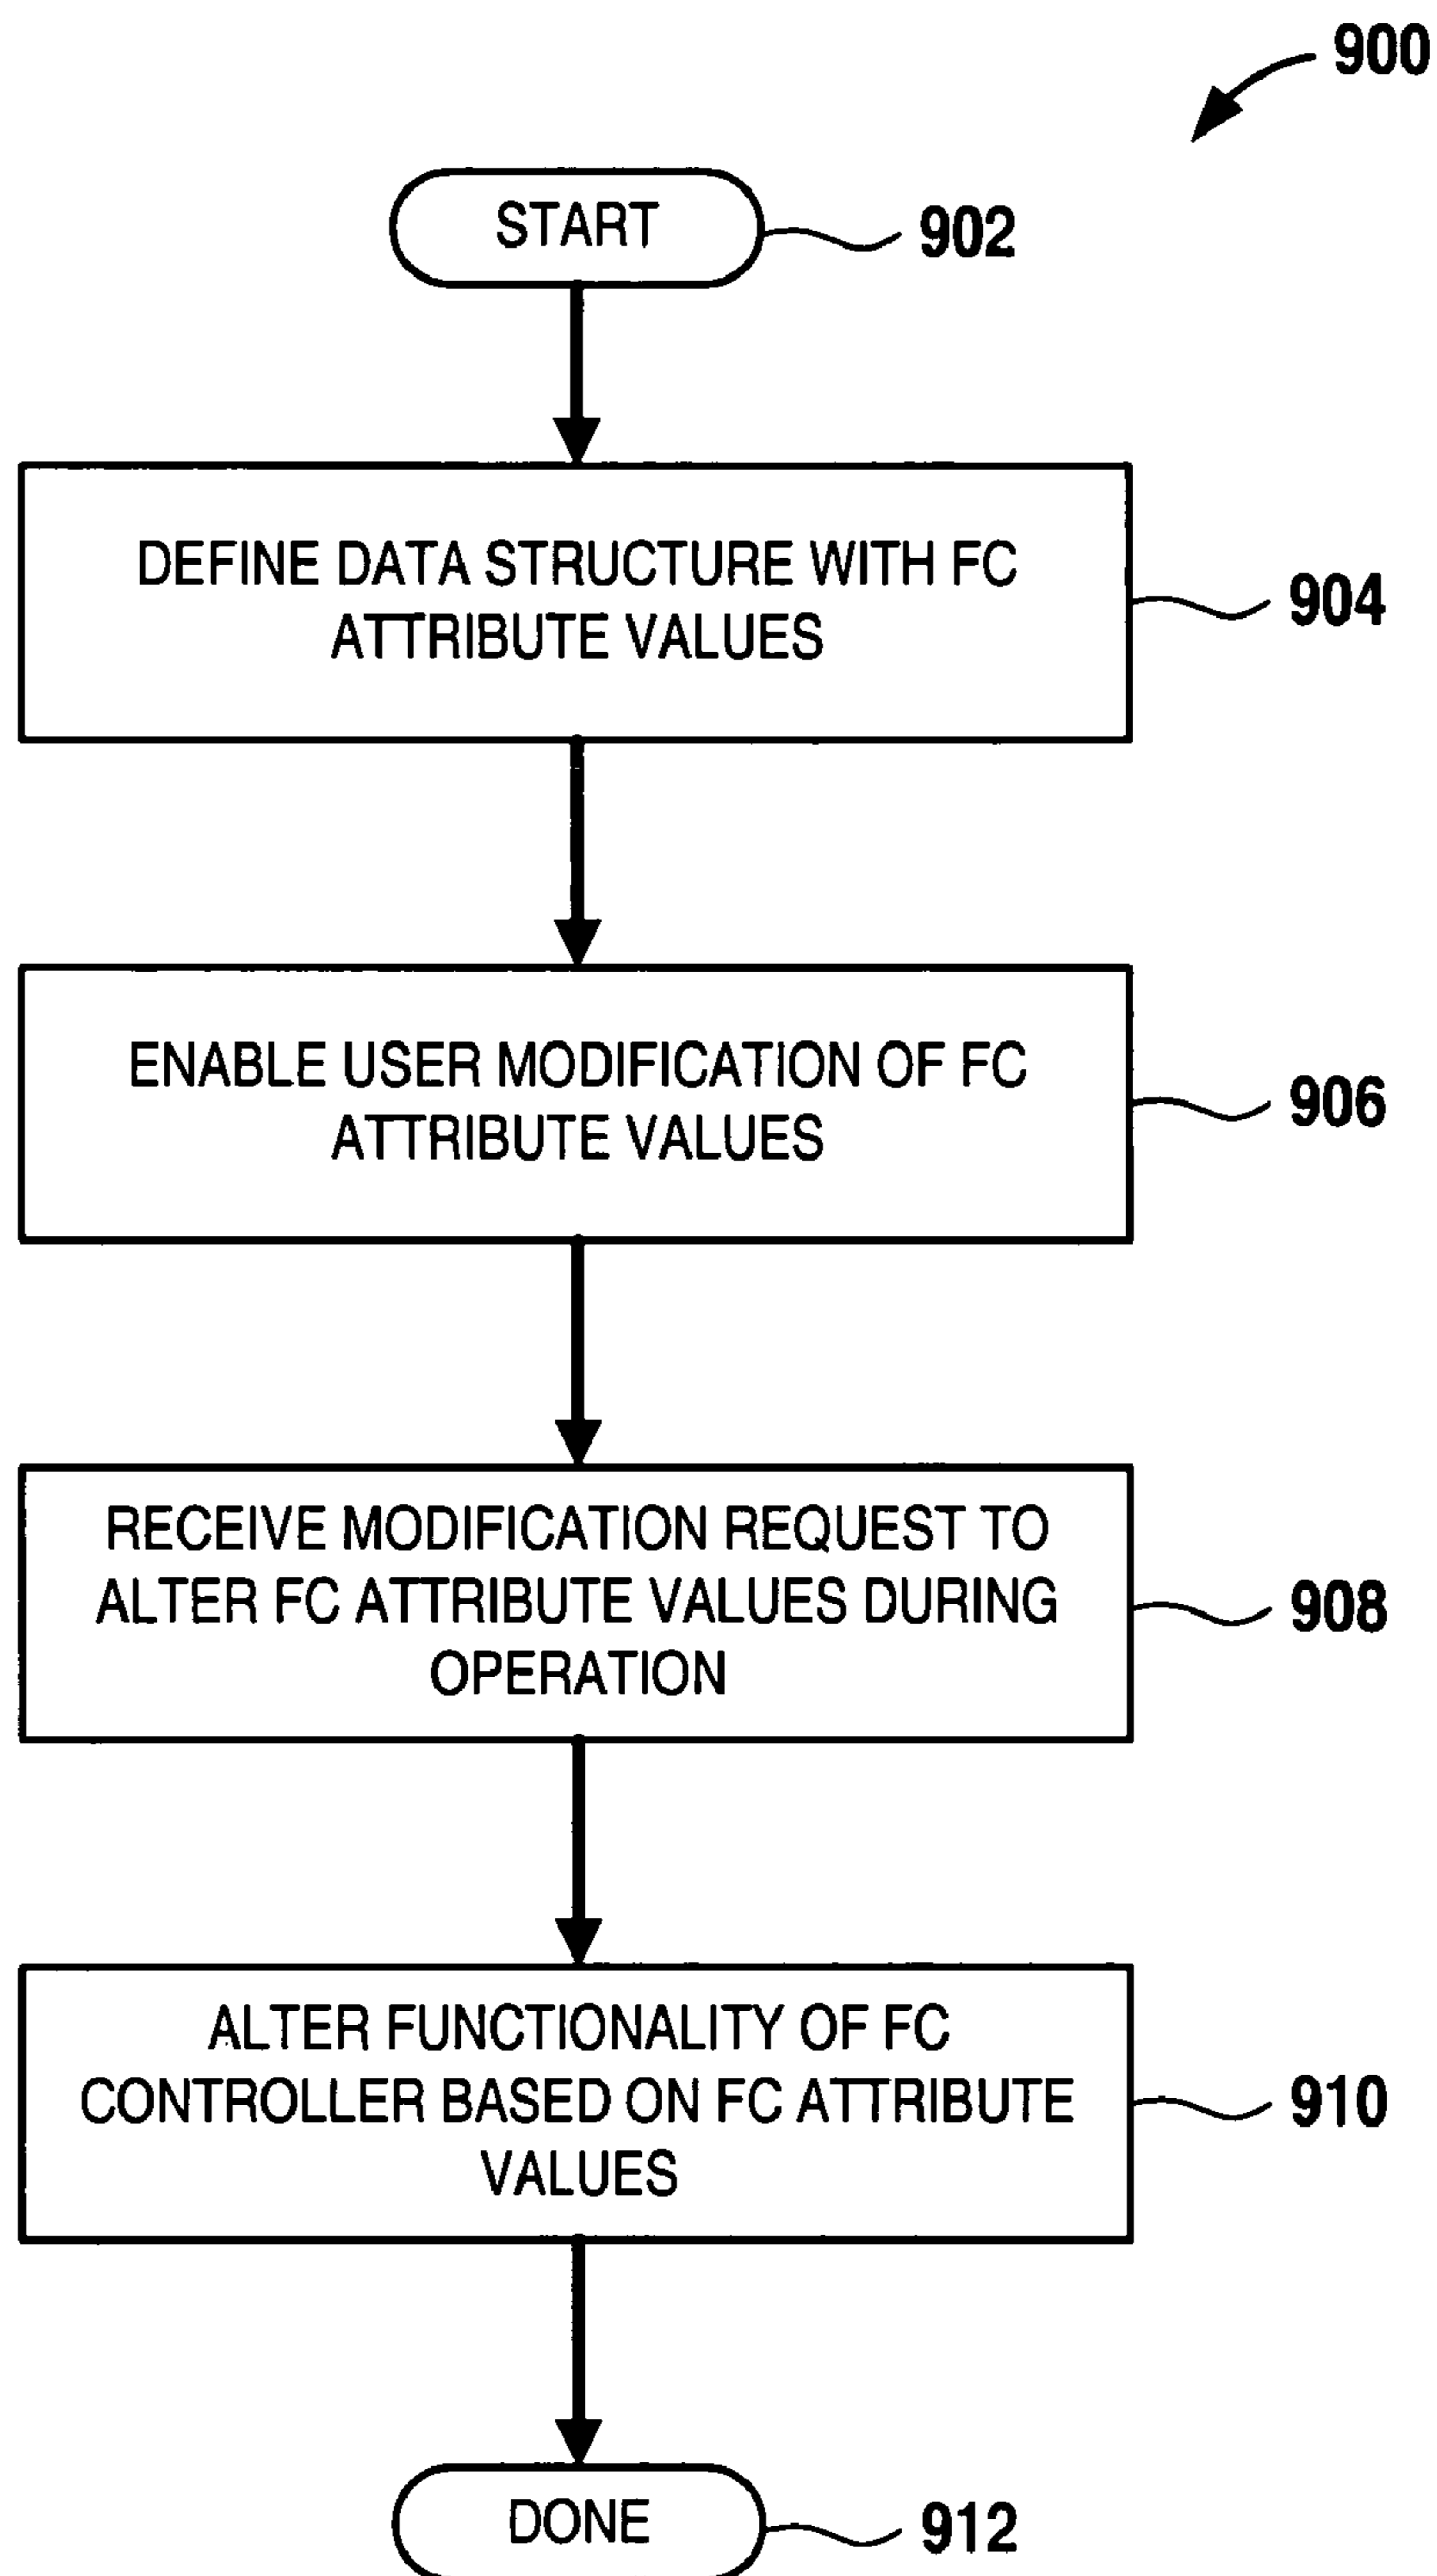 900
START
902
DEFINE DATA STRUCTURE WITH FC
ATTRIBUTE VALUES
904
ENABLE USER MODIFICATION OF FC
ATTRIBUTE VALUES
906
RECEIVE MODIFICATION REQUEST TO
ALTER FC ATTRIBUTE VALUES DURING
OPERATION
908
ALTER FUNCTIONALITY OF FC
CONTROLLER BASED ON FC ATTRIBUTE
VALUES
910
DONE
912